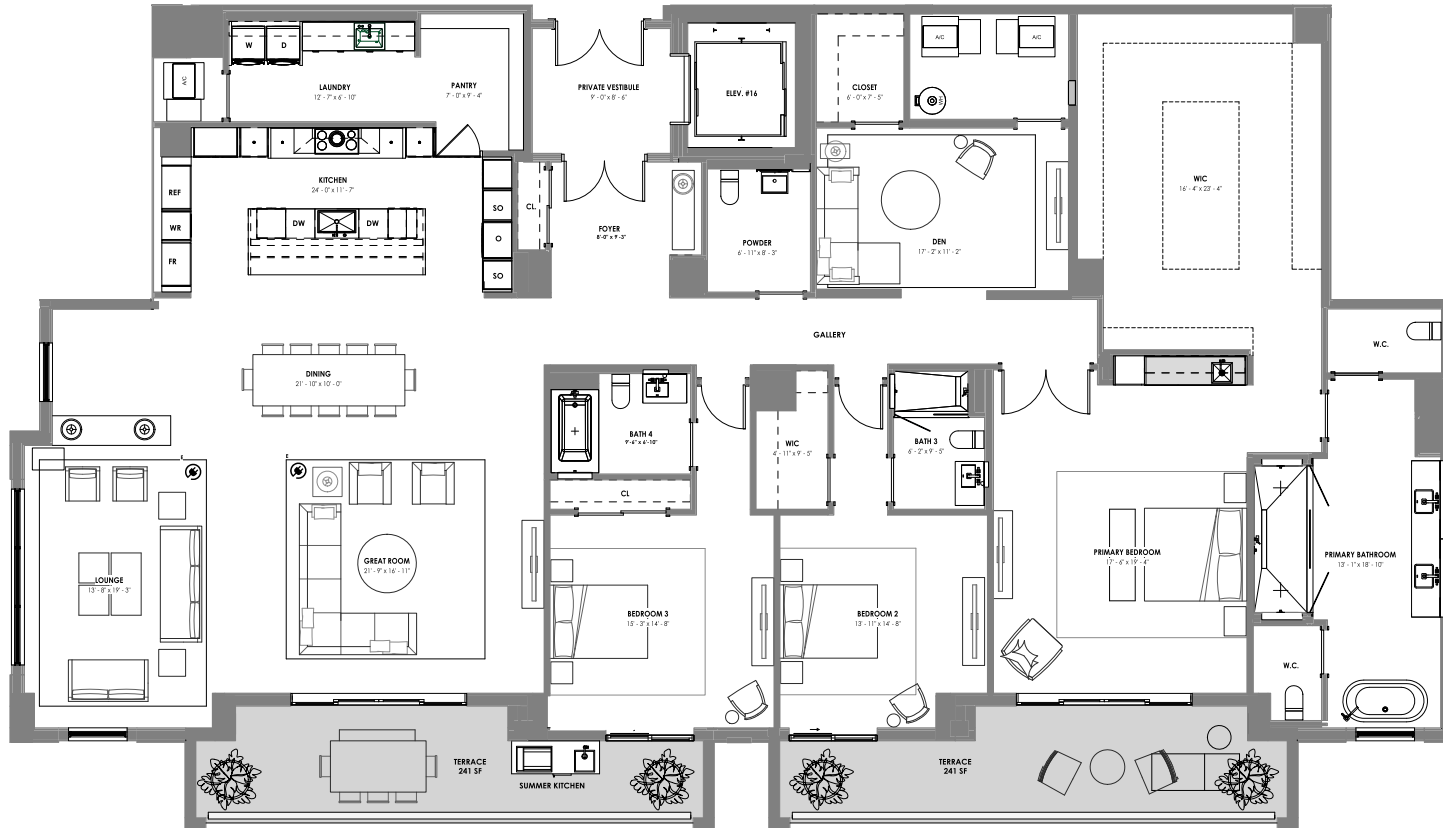 W
D
A/C
LAUNDRY
12' - 7" x 6' - 10"
PANTRY
7' - 0" x 9' - 4"
PRIVATE VESTIBULE
9' - 0" x 8' - 6"
ELEV. #16
CLOSET
6' - 0" x 7' - 5"
A/C
A/C
WH
KITCHEN
24' - 0" x 11' - 7"
REF
WR
FR
DW
DW
SO
O
SO
CL.
FOYER
8'-0" x 9'-3"
POWDER
6' - 11" x 8' - 3"
DEN
17' - 2" x 11' - 2"
WIC
16' - 4" x 23' - 4"
GALLERY
W.C.
DINING
21' - 10" x 10' - 0"
BATH 4
9'-6" x 6'-10"
CL
WIC
4' - 11" x 9' - 5"
BATH 3
6' - 2" x 9' - 5"
E
E
LOUNGE
13' - 8" x 19' - 3"
GREAT ROOM
21' - 9" x 16' - 11"
BEDROOM 3
15' - 3" x 14' - 8"
BEDROOM 2
13' - 11" x 14' - 8"
PRIMARY BEDROOM
17' - 6" x 19' - 4"
PRIMARY BATHROOM
13' - 1" x 18' - 10"
W.C.
TERRACE
241 SF
SUMMER KITCHEN
TERRACE
241 SF